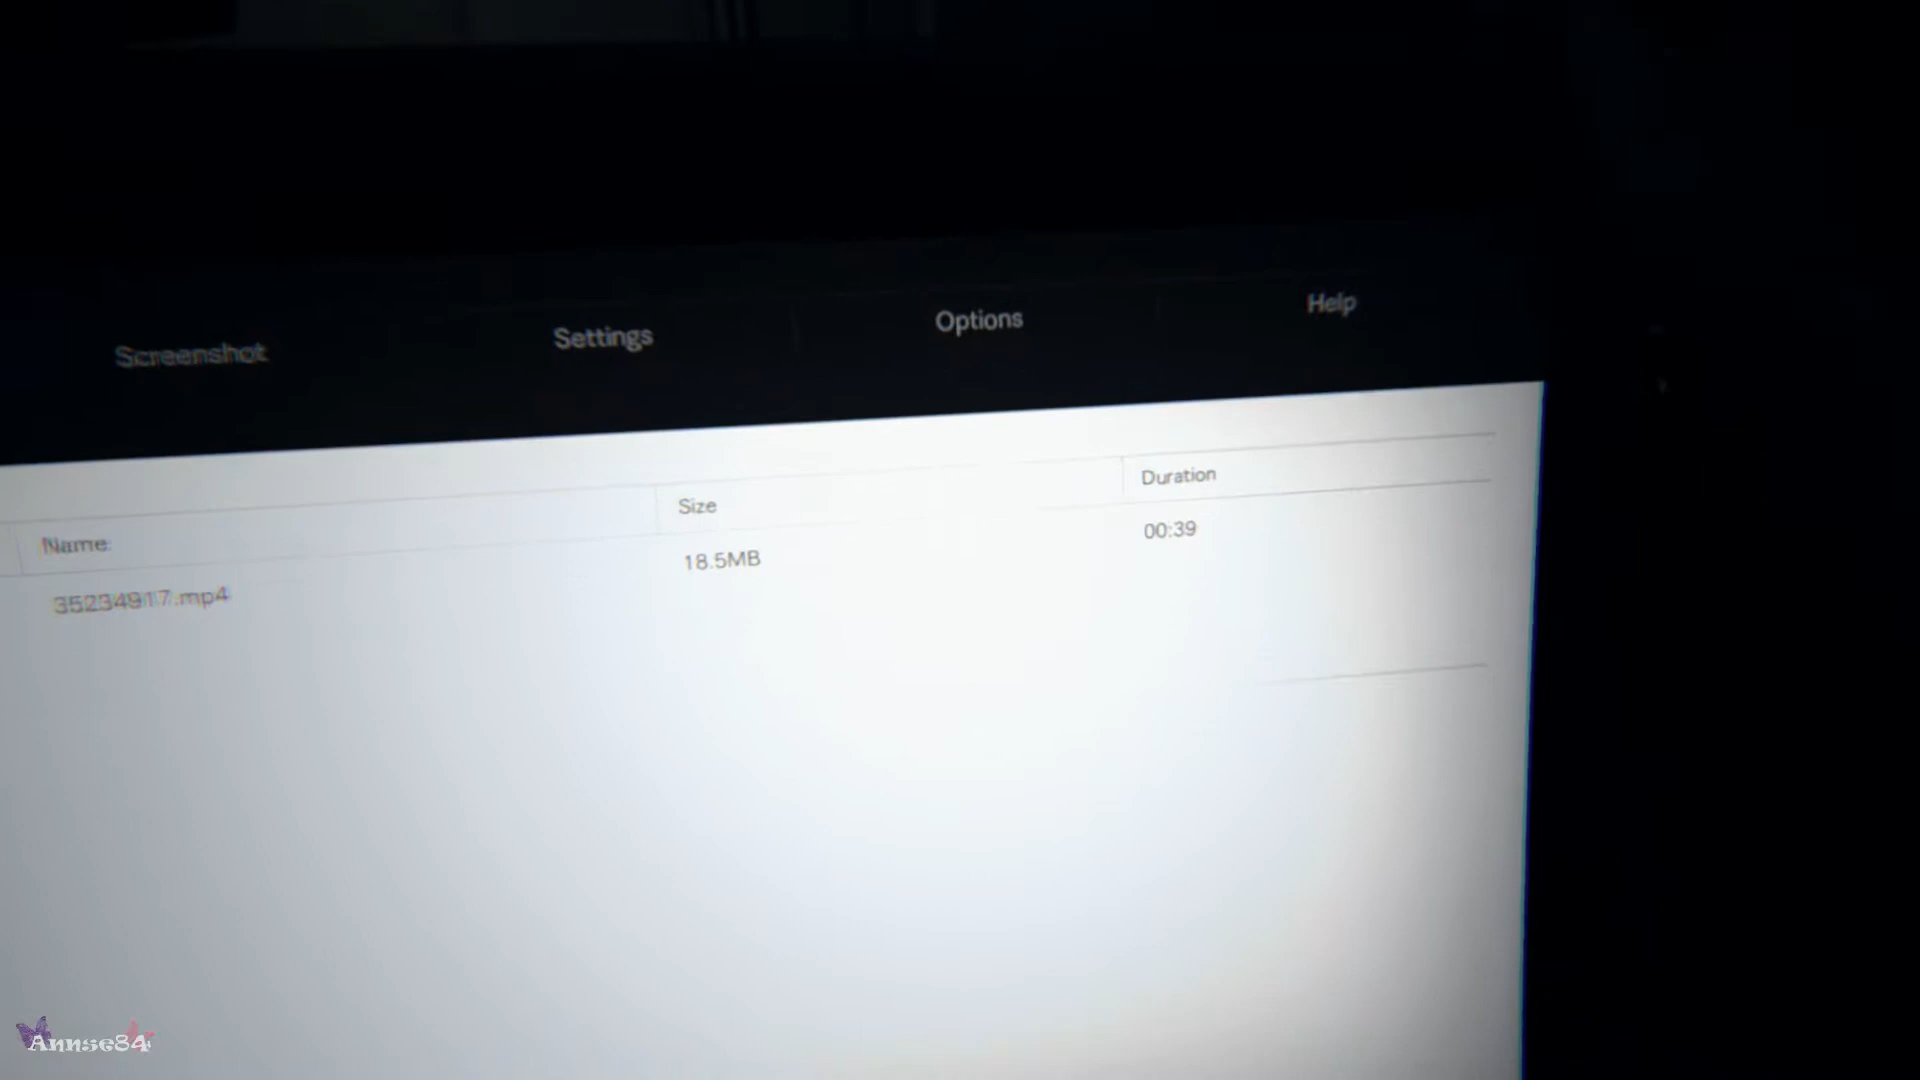 Screenshot Settings Options Help
Name Size Duration
35234917.mp4 18.5MB 00:39
Annse84